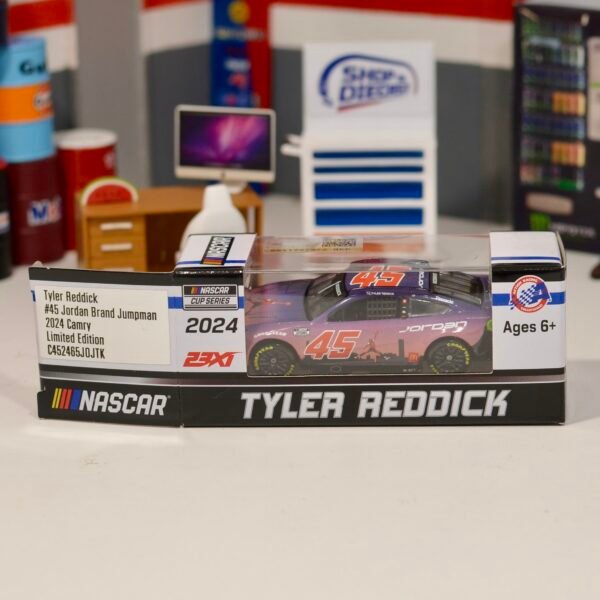 SHOP
DIECAST
NASCAR
Tyler Reddick
#45 Jordan Brand Jumpman
2024 Camry
Limited Edition
C452465JOJTK
NASCAR
CUP SERIES
2024
23XI
45
45
JORDAN
Ages 6+
NASCAR
TYLER REDDICK